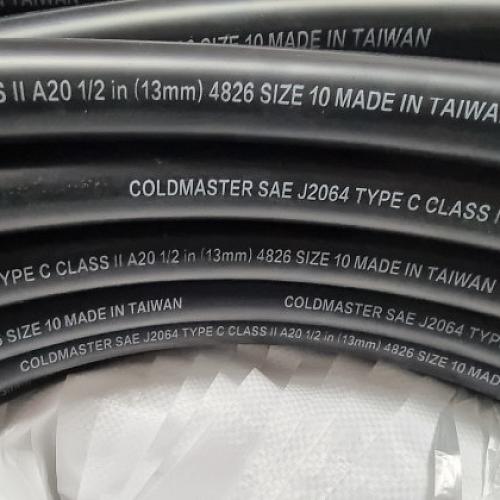 SIZE 10 MADE IN TAIWAN
S II A20 1/2 in (13mm) 4826 SIZE 10 MADE IN TAIWA
COLDMASTER SAE J2064 TYPE C CLASS
TYPE C CLASS II A20 1/2 in (13mm) 4826 SIZE 10 MADE IN TAIWAN
SIZE 10 MADE IN TAIWAN COLDMASTER SAE J2064 TYP
COLDMASTER SAE J2064 TYPE C CLASS II A20 1/2 in (13mm) 4826 SIZE 10 MADE